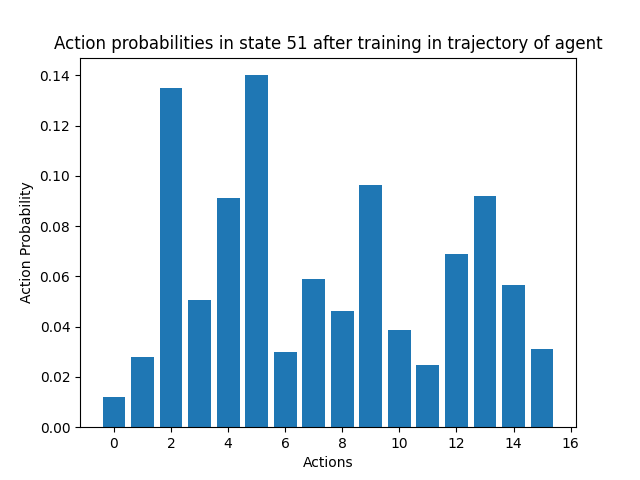 Action probabilities in state 51 after training in trajectory of agent
0.14
0.12
0.10
0.08
0.06
0.04
0.02
0.00
Action Probability
0 2 4 6 8 10 12 14 16
Actions